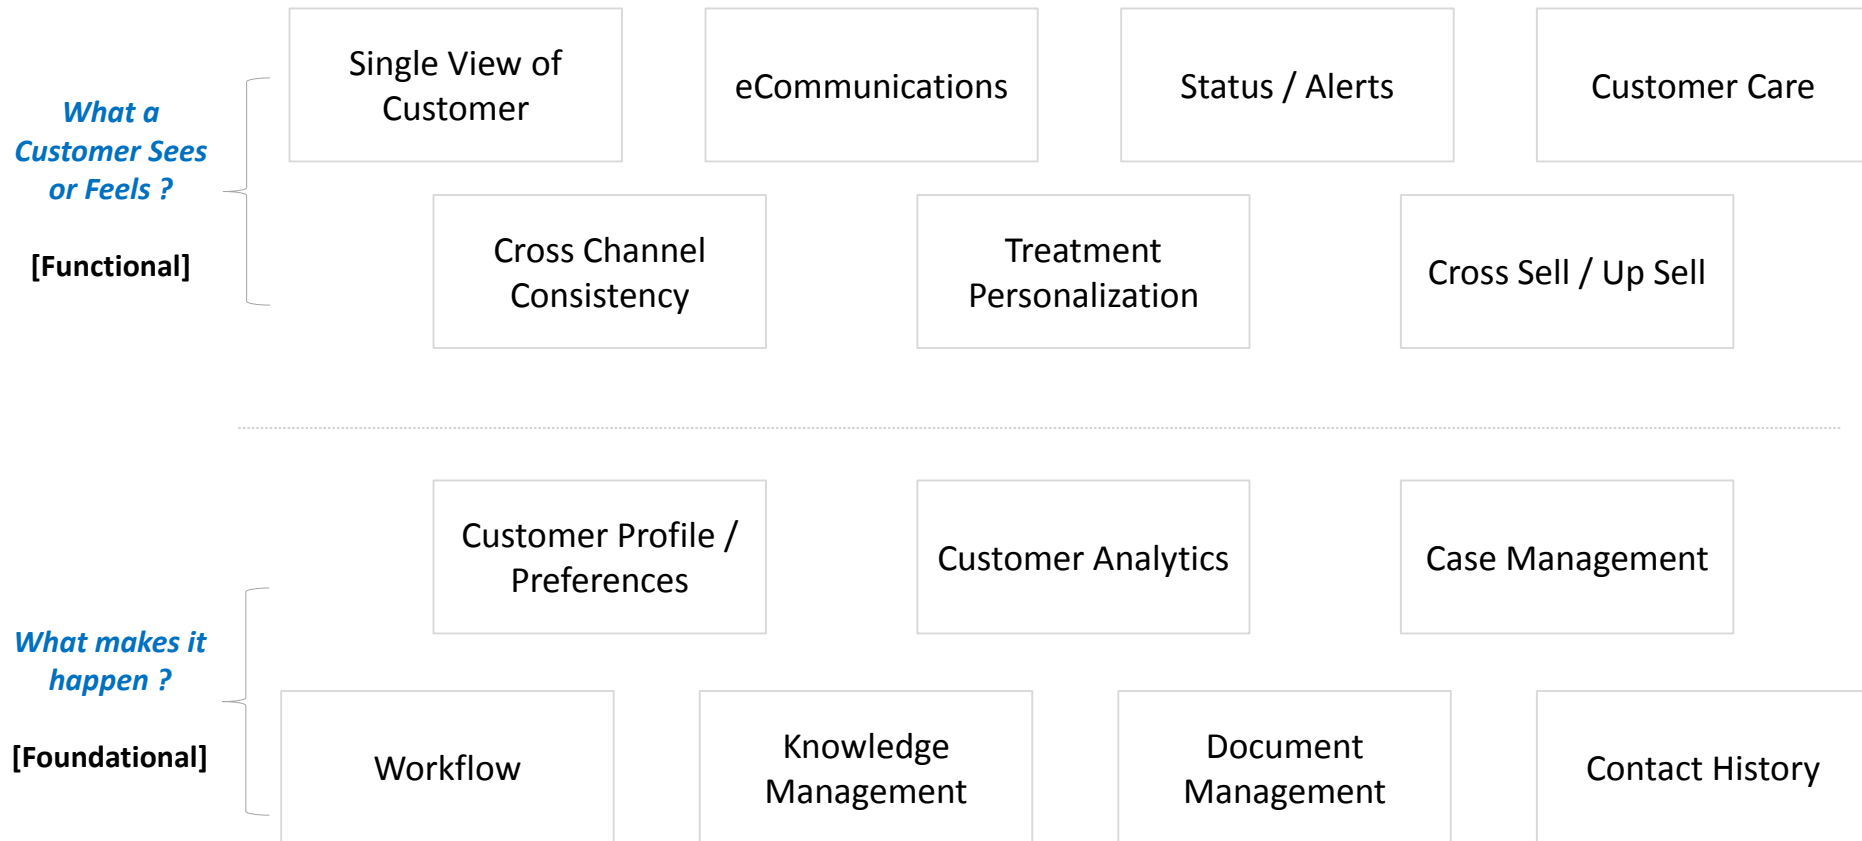 Single View of
Customer
eCommunications
Status / Alerts
Customer Care
What a
Customer Sees
or Feels ?
[Functional]
Cross Channel
Consistency
Treatment
Personalization
Cross Sell / Up Sell
Customer Profile /
Preferences
Customer Analytics
Case Management
What makes it
happen ?
[Foundational]
Workflow
Knowledge
Management
Document
Management
Contact History